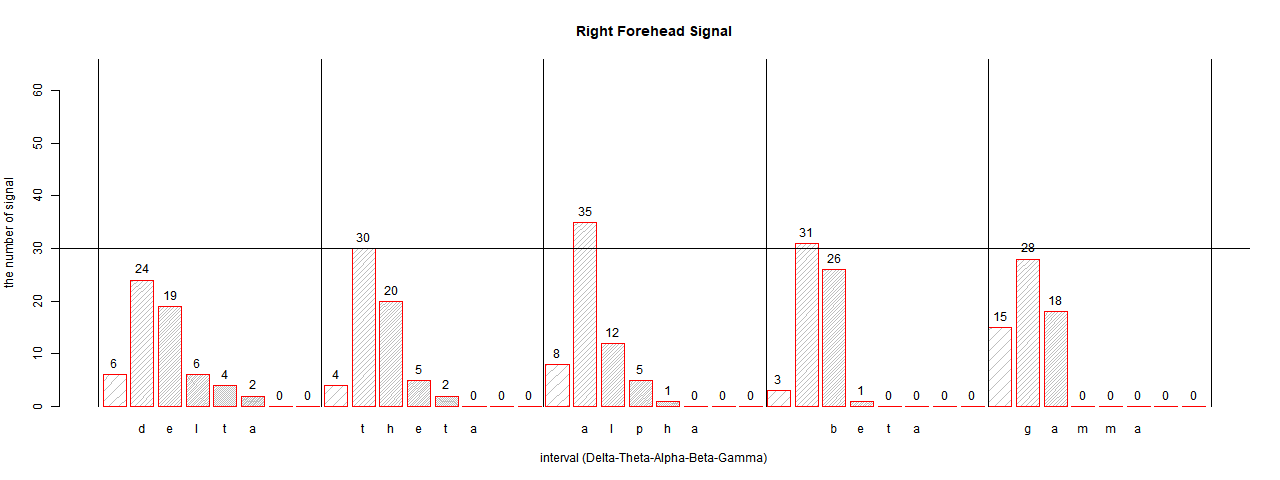 Right Forehead Signal
the number of signal
60
50
40
30
20
10
0
6 24 19 6 4 2 0 0
4 30 20 5 2 0 0 0
8 35 12 5 1 0 0 0
3 31 26 1 0 0 0 0
15 28 18 0 0 0 0 0
d e l t a t h e t a a l p h a b e t a g a m m a
interval (Delta-Theta-Alpha-Beta-Gamma)